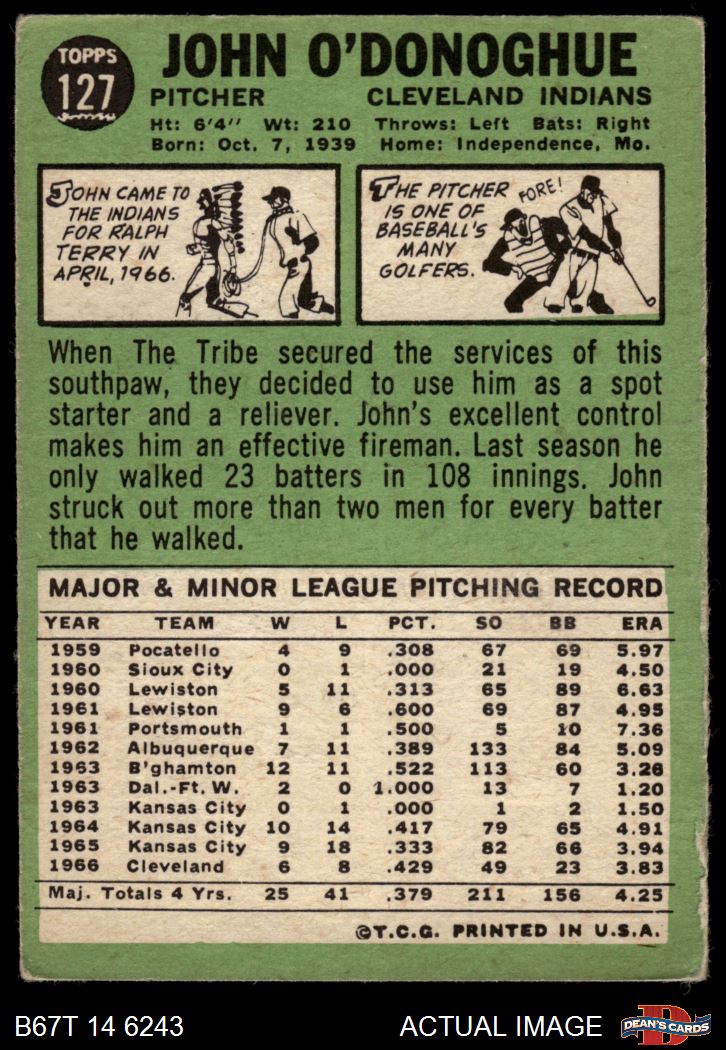 TOPPS
127
JOHN O'DONOGHUE
PITCHER CLEVELAND INDIANS
Ht: 6'4" Wt: 210 Throws: Left Bats: Right
Born: Oct. 7, 1939 Home: Independence, Mo.
JOHN CAME TO
THE INDIANS
FOR RALPH
TERRY IN
APRIL, 1966.
THE PITCHER
IS ONE OF
BASEBALL'S
MANY
GOLFERS.
FORE!
When The Tribe secured the services of this
southpaw, they decided to use him as a spot
starter and a reliever. John's excellent control
makes him an effective fireman. Last season he
only walked 23 batters in 108 innings. John
struck out more than two men for every batter
that he walked.
MAJOR & MINOR LEAGUE PITCHING RECORD
YEAR TEAM W L PCT. SO BB ERA
1959 Pocatello 4 9 .308 67 69 5.97
1960 Sioux City 0 1 .000 21 19 4.50
1960 Lewiston 5 11 .313 65 89 6.63
1961 Lewiston 9 6 .600 69 87 4.95
1961 Portsmouth 1 1 .500 5 10 7.36
1962 Albuquerque 7 11 .389 133 84 5.09
1963 B'ghamton 12 11 .522 113 60 3.26
1963 Dal.-Ft. W. 2 0 1.000 13 7 1.20
1963 Kansas City 0 1 .000 1 2 1.50
1964 Kansas City 10 14 .417 79 65 4.91
1965 Kansas City 9 18 .333 82 66 3.94
1966 Cleveland 6 8 .429 49 23 3.83
Maj. Totals 4 Yrs. 25 41 .379 211 156 4.25
©T.C.G. PRINTED IN U.S.A.
B67T 14 6243 ACTUAL IMAGE
D
DEAN'S CARDS